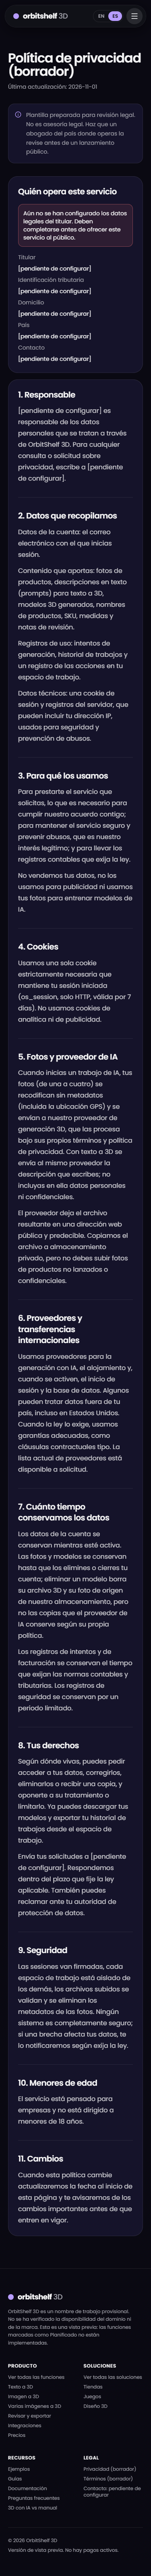 orbitshelf 3D
EN ES
Política de privacidad
(borrador)
Última actualización: 2026-11-01
Plantilla preparada para revisión legal.
No es asesoría legal. Haz que un
abogado del país donde operas la
revise antes de un lanzamiento
público.
Quién opera este servicio
Aún no se han configurado los datos
legales del titular. Deben
completarse antes de ofrecer este
servicio al público.
Titular
[pendiente de configurar]
Identificación tributaria
[pendiente de configurar]
Domicilio
[pendiente de configurar]
País
[pendiente de configurar]
Contacto
[pendiente de configurar]
1. Responsable
[pendiente de configurar] es
responsable de los datos
personales que se tratan a través
de OrbitShelf 3D. Para cualquier
consulta o solicitud sobre
privacidad, escribe a [pendiente
de configurar].
2. Datos que recopilamos
Datos de la cuenta: el correo
electrónico con el que inicias
sesión.
Contenido que aportas: fotos de
productos, descripciones en texto
(prompts) para texto a 3D,
modelos 3D generados, nombres
de productos, SKU, medidas y
notas de revisión.
Registros de uso: intentos de
generación, historial de trabajos y
un registro de las acciones en tu
espacio de trabajo.
Datos técnicos: una cookie de
sesión y registros del servidor, que
pueden incluir tu dirección IP,
usados para seguridad y
prevención de abusos.
3. Para qué los usamos
Para prestarte el servicio que
solicitas, lo que es necesario para
cumplir nuestro acuerdo contigo;
para mantener el servicio seguro y
prevenir abusos, que es nuestro
interés legítimo; y para llevar los
registros contables que exija la ley.
No vendemos tus datos, no los
usamos para publicidad ni usamos
tus fotos para entrenar modelos de
IA.
4. Cookies
Usamos una sola cookie
estrictamente necesaria que
mantiene tu sesión iniciada
(os_session, solo HTTP, válida por 7
días). No usamos cookies de
analítica ni de publicidad.
5. Fotos y proveedor de IA
Cuando inicias un trabajo de IA, tus
fotos (de una a cuatro) se
recodifican sin metadatos
(incluida la ubicación GPS) y se
envían a nuestro proveedor de
generación 3D, que las procesa
bajo sus propios términos y política
de privacidad. Con texto a 3D se
envía al mismo proveedor la
descripción que escribes; no
incluyas en ella datos personales
ni confidenciales.
El proveedor deja el archivo
resultante en una dirección web
pública y predecible. Copiamos el
archivo a almacenamiento
privado, pero no debes subir fotos
de productos no lanzados o
confidenciales.
6. Proveedores y
transferencias
internacionales
Usamos proveedores para la
generación con IA, el alojamiento y,
cuando se activen, el inicio de
sesión y la base de datos. Algunos
pueden tratar datos fuera de tu
país, incluso en Estados Unidos.
Cuando la ley lo exige, usamos
garantías adecuadas, como
cláusulas contractuales tipo. La
lista actual de proveedores está
disponible a solicitud.
7. Cuánto tiempo
conservamos los datos
Los datos de la cuenta se
conservan mientras esté activa.
Las fotos y modelos se conservan
hasta que los elimines o cierres tu
cuenta; eliminar un modelo borra
su archivo 3D y su foto de origen
de nuestro almacenamiento, pero
no las copias que el proveedor de
IA conserve según su propia
política.
Los registros de intentos y de
facturación se conservan el tiempo
que exijan las normas contables y
tributarias. Los registros de
seguridad se conservan por un
periodo limitado.
8. Tus derechos
Según dónde vivas, puedes pedir
acceder a tus datos, corregirlos,
eliminarlos o recibir una copia, y
oponerte a su tratamiento o
limitarlo. Ya puedes descargar tus
modelos y exportar tu historial de
trabajos desde el espacio de
trabajo.
Envía tus solicitudes a [pendiente
de configurar]. Respondemos
dentro del plazo que fije la ley
aplicable. También puedes
reclamar ante tu autoridad de
protección de datos.
9. Seguridad
Las sesiones van firmadas, cada
espacio de trabajo está aislado de
los demás, los archivos subidos se
validan y se eliminan los
metadatos de las fotos. Ningún
sistema es completamente seguro;
si una brecha afecta tus datos, te
lo notificaremos según exija la ley.
10. Menores de edad
El servicio está pensado para
empresas y no está dirigido a
menores de 18 años.
11. Cambios
Cuando esta política cambie
actualizaremos la fecha al inicio de
esta página y te avisaremos de los
cambios importantes antes de que
entren en vigor.
orbitshelf 3D
OrbitShelf 3D es un nombre de trabajo provisional.
No se ha verificado la disponibilidad del dominio ni
de la marca. Esta es una vista previa: las funciones
marcadas como Planificado no están
implementadas.
PRODUCTO
Ver todas las funciones
Texto a 3D
Imagen a 3D
Varias imágenes a 3D
Revisar y exportar
Integraciones
Precios
SOLUCIONES
Ver todas las soluciones
Tiendas
Juegos
Diseño 3D
RECURSOS
Ejemplos
Guías
Documentación
Preguntas frecuentes
3D con IA vs manual
LEGAL
Privacidad (borrador)
Términos (borrador)
Contacto: pendiente de
configurar
© 2026 OrbitShelf 3D
Versión de vista previa. No hay pagos activos.